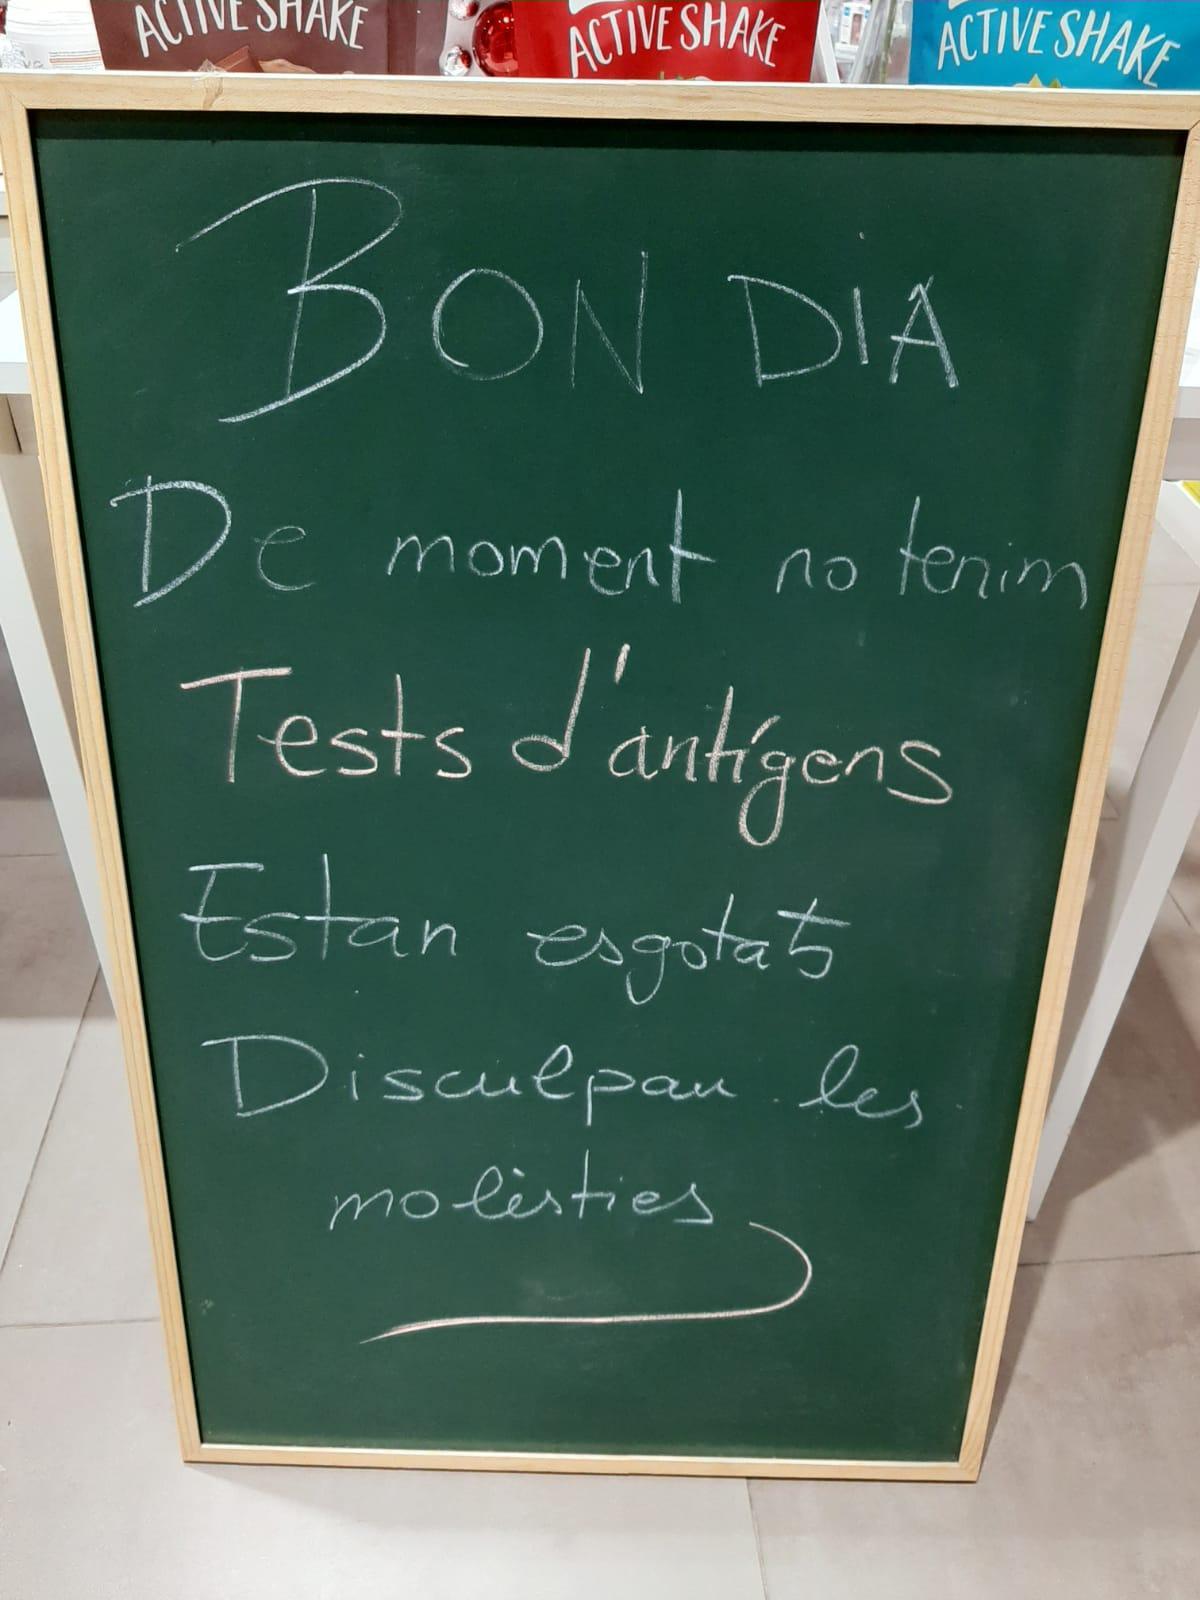 ACTIVE SHAKE ACTIVE SHAKE ACTIVE SHAKE
BON DIA
De moment no tenim
Tests d'antígens
Estan esgotats
Disculpau les
molèsties